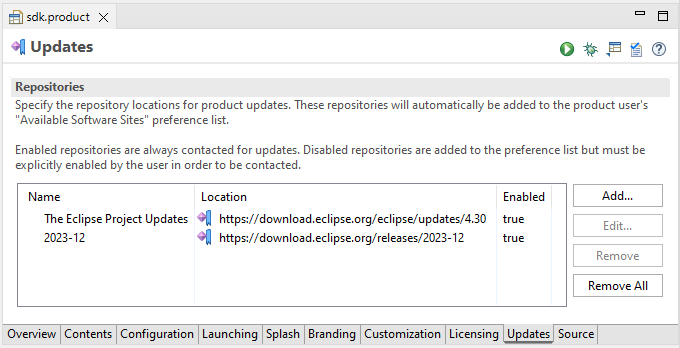 sdk.product
Updates
Repositories
Specify the repository locations for product updates. These repositories will automatically be added to the product user's
"Available Software Sites" preference list.
Enabled repositories are always contacted for updates. Disabled repositories are added to the preference list but must be
explicitly enabled by the user in order to be contacted.
Name Location Enabled
The Eclipse Project Updates https://download.eclipse.org/eclipse/updates/4.30 true
2023-12 https://download.eclipse.org/releases/2023-12 true
Add...
Edit...
Remove
Remove All
Overview Contents Configuration Launching Splash Branding Customization Licensing Updates Source